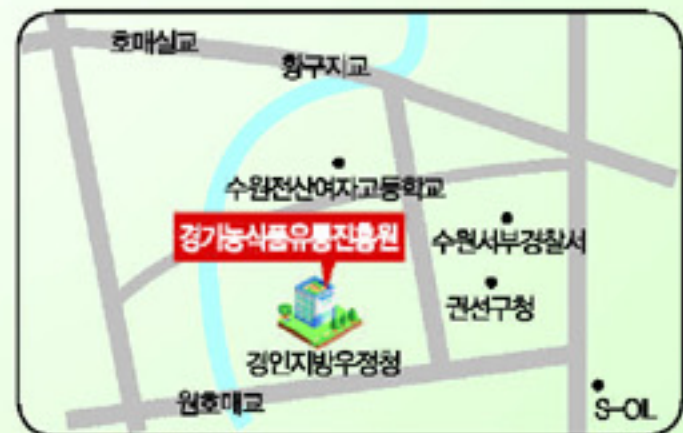 호매실교
황구지교
수원전산여자고등학교
경기농식품유통진흥원
수원서부경찰서
권선구청
경인지방우정청
원호매교
S-OIL